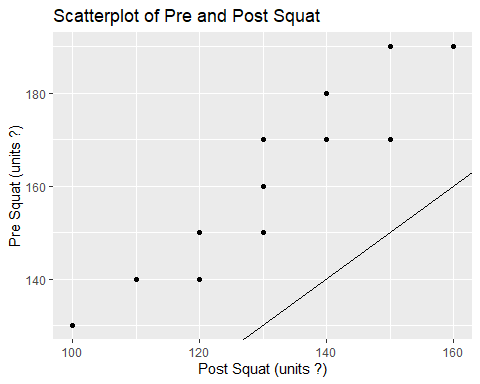 Scatterplot of Pre and Post Squat
Pre Squat (units ?)
180
160
140
100
120
140
160
Post Squat (units ?)